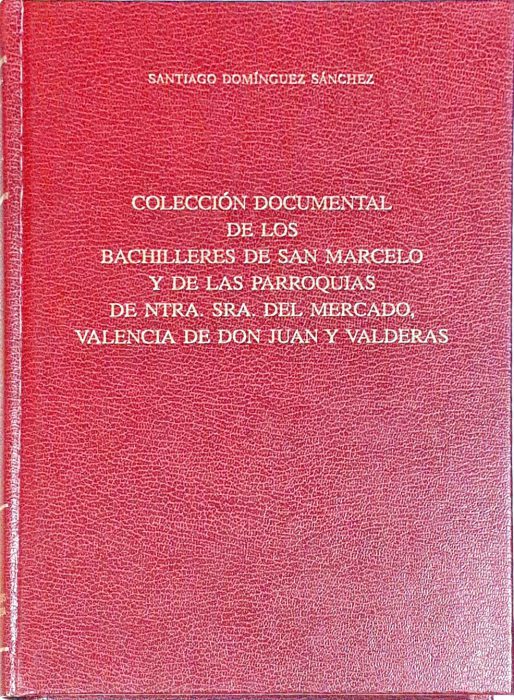 SANTIAGO DOMÍNGUEZ SÁNCHEZ
COLECCIÓN DOCUMENTAL
DE LOS
BACHILLERES DE SAN MARCELO
Y DE LAS PARROQUIAS
DE NTRA. SRA. DEL MERCADO,
VALENCIA DE DON JUAN Y VALDERAS